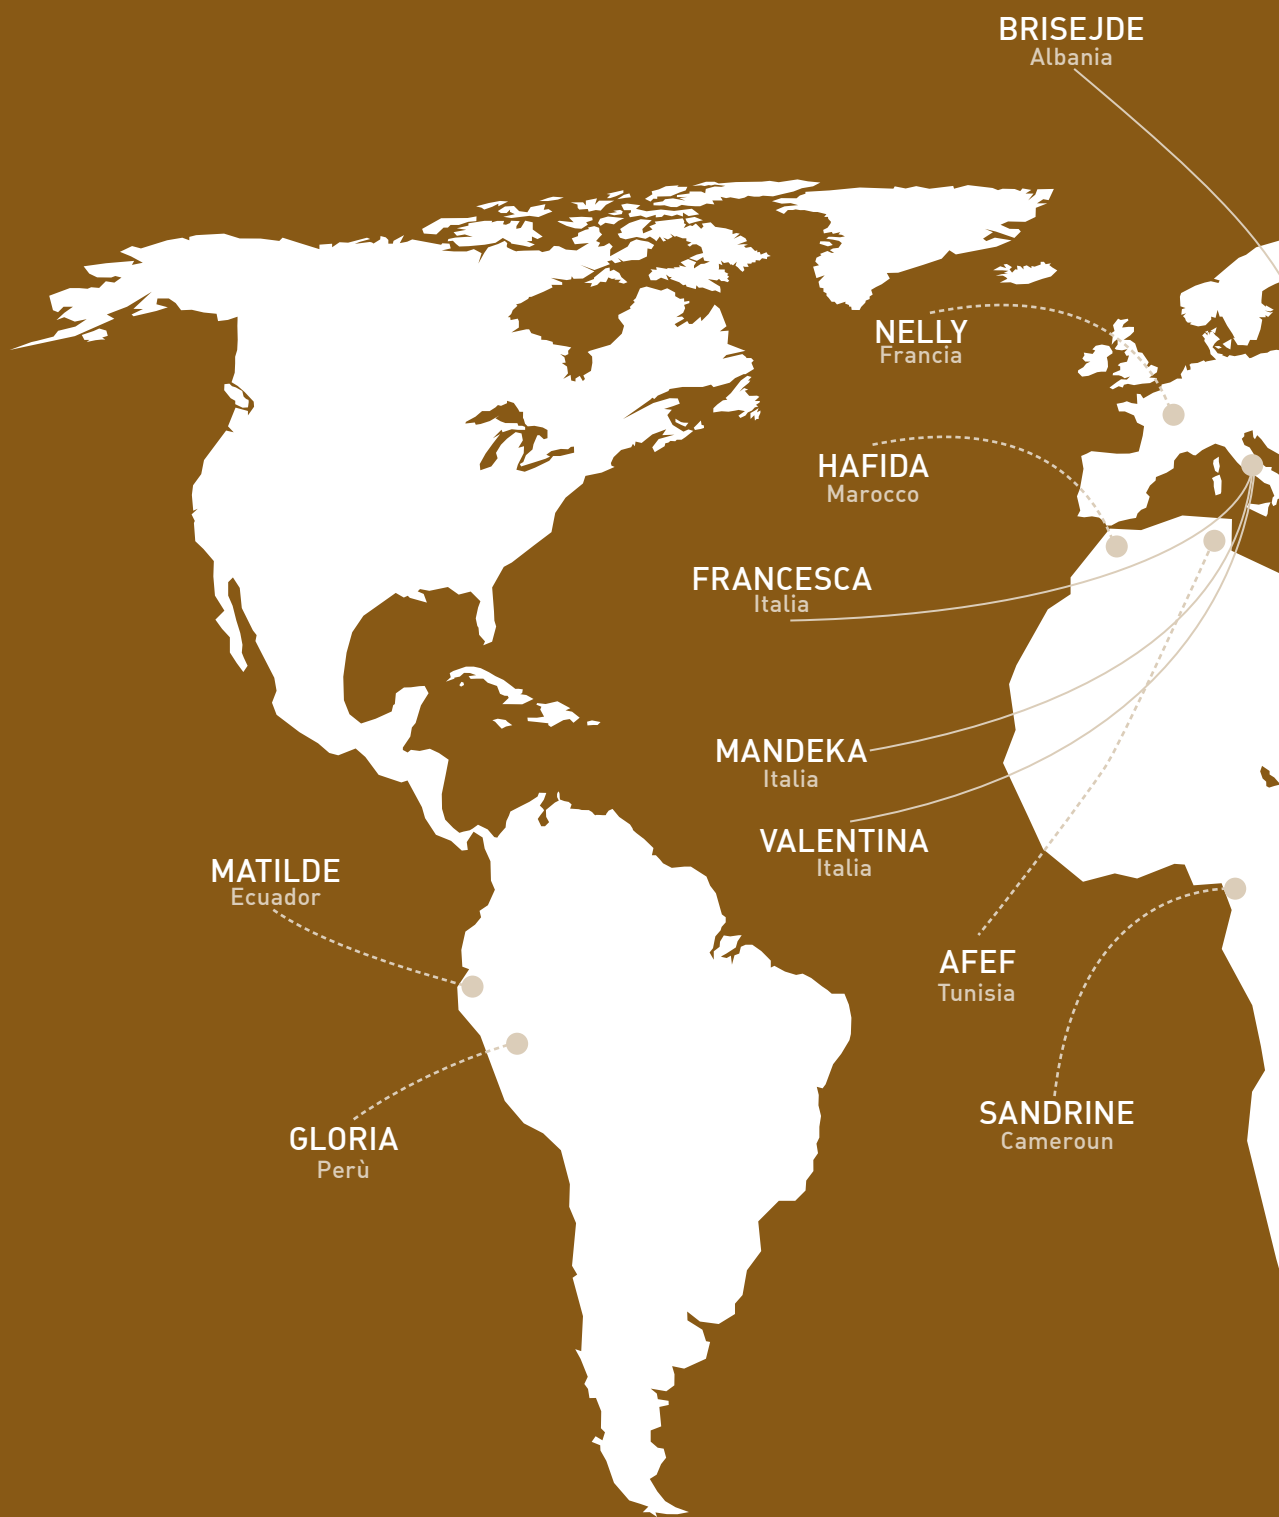 BRISEJDE
Albania
NELLY
Francia
HAFIDA
Marocco
FRANCESCA
Italia
MANDEKA
Italia
VALENTINA
Italia
MATILDE
Ecuador
AFEF
Tunisia
SANDRINE
Cameroun
GLORIA
Perù